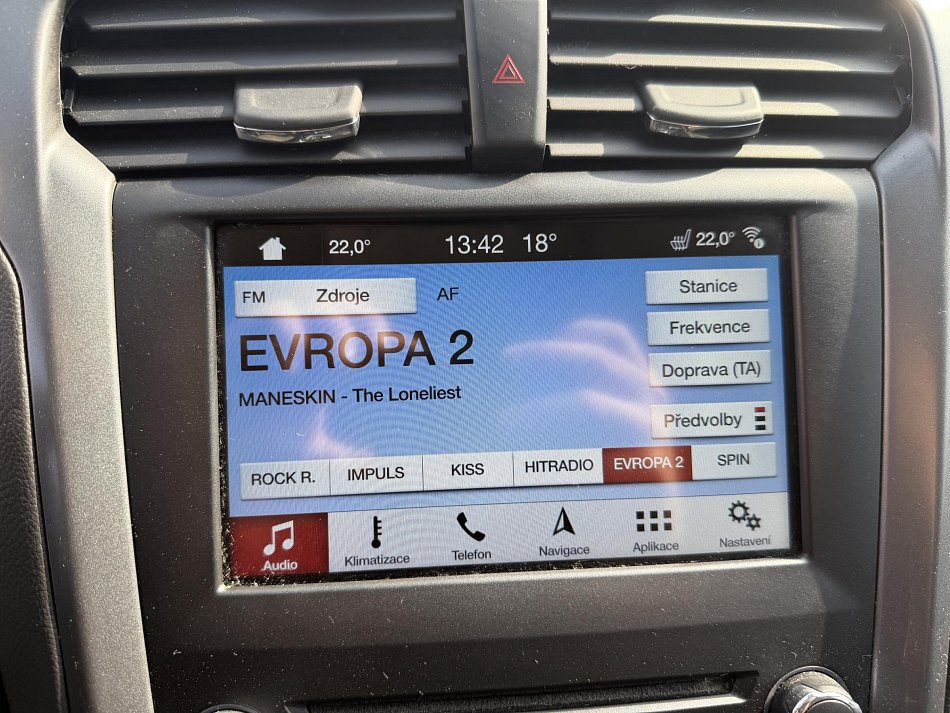 22,0° 13:42 18° 22,0°
FM Zdroje AF Stanice
EVROPA 2 Frekvence
MANESKIN - The Loneliest Doprava (TA)
Předvolby
ROCK R. IMPULS KISS HITRADIO EVROPA 2 SPIN
Audio Klimatizace Telefon Navigace Aplikace Nastavení